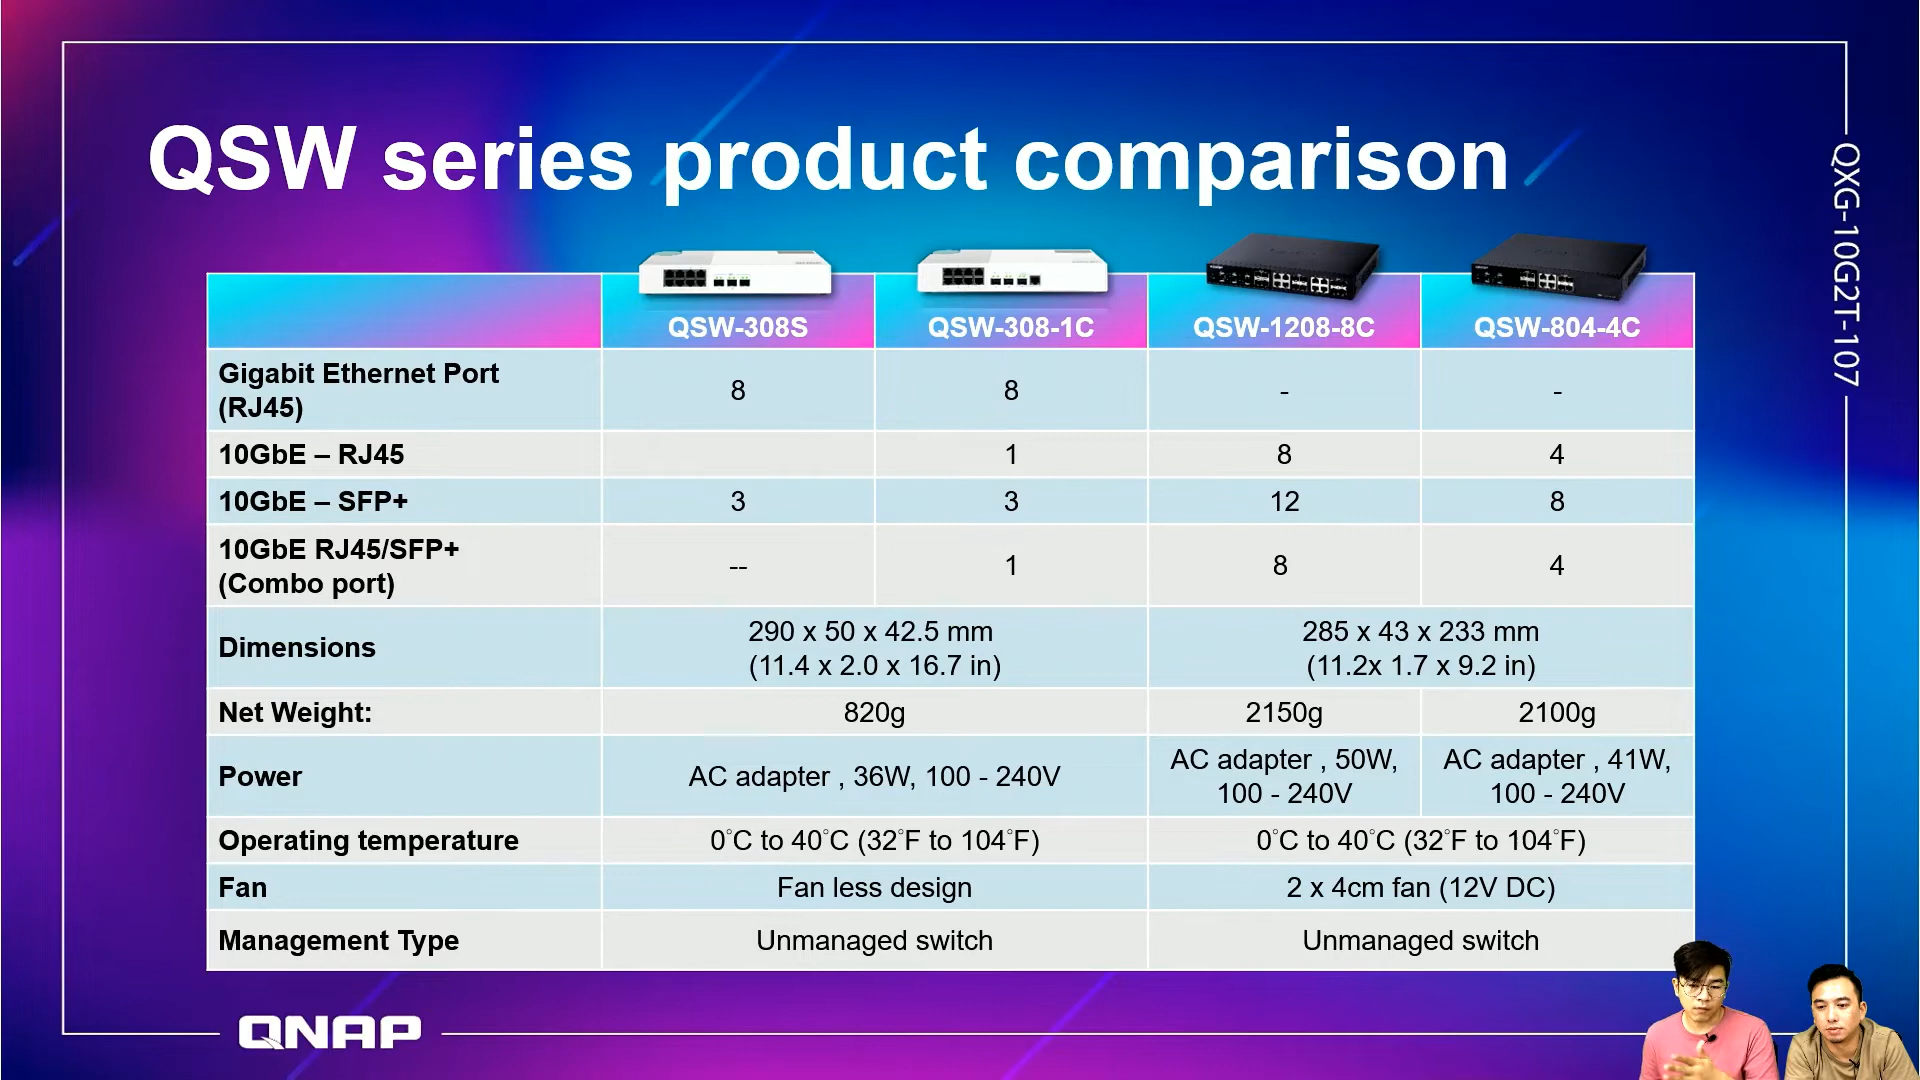 QSW series product comparison
QXG-10G2T-107
QSW-308S QSW-308-1C QSW-1208-8C QSW-804-4C
Gigabit Ethernet Port
(RJ45) 8 8 - -
10GbE – RJ45 1 8 4
10GbE – SFP+ 3 3 12 8
10GbE RJ45/SFP+
(Combo port) -- 1 8 4
Dimensions
290 x 50 x 42.5 mm
(11.4 x 2.0 x 16.7 in)
285 x 43 x 233 mm
(11.2x 1.7 x 9.2 in)
Net Weight: 820g 2150g 2100g
Power
AC adapter , 36W, 100 - 240V
AC adapter , 50W,
100 - 240V
AC adapter , 41W,
100 - 240V
Operating temperature 0°C to 40°C (32°F to 104°F) 0°C to 40°C (32°F to 104°F)
Fan Fan less design 2 x 4cm fan (12V DC)
Management Type Unmanaged switch Unmanaged switch
QNAP